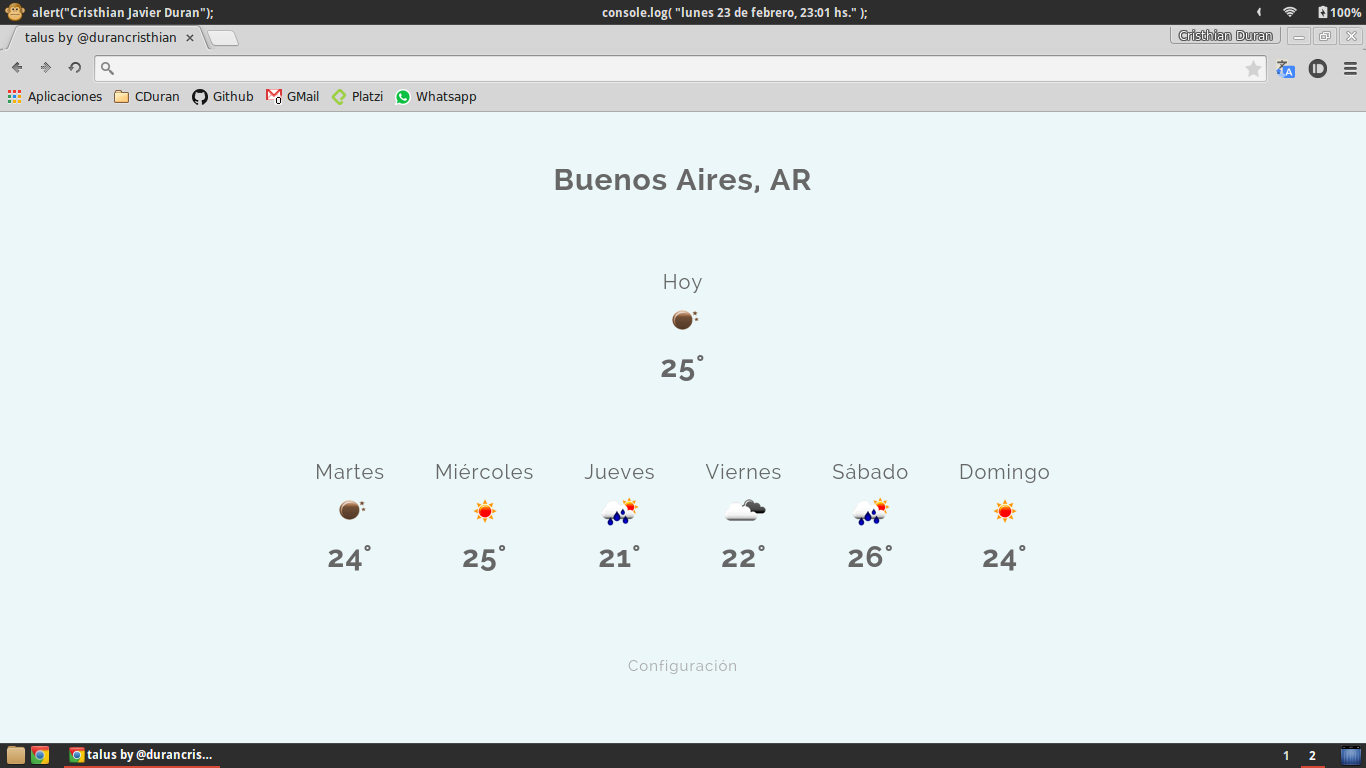 alert("Cristhian Javier Duran"); console.log( "lunes 23 de febrero, 23:01 hs." ); 100%
talus by @durancristhian Cristhian Duran
Aplicaciones CDuran Github GMail 0 Platzi Whatsapp
Buenos Aires, AR
Hoy
25°
Martes Miércoles Jueves Viernes Sábado Domingo
24° 25° 21° 22° 26° 24°
Configuración
talus by @durancris... 1 2